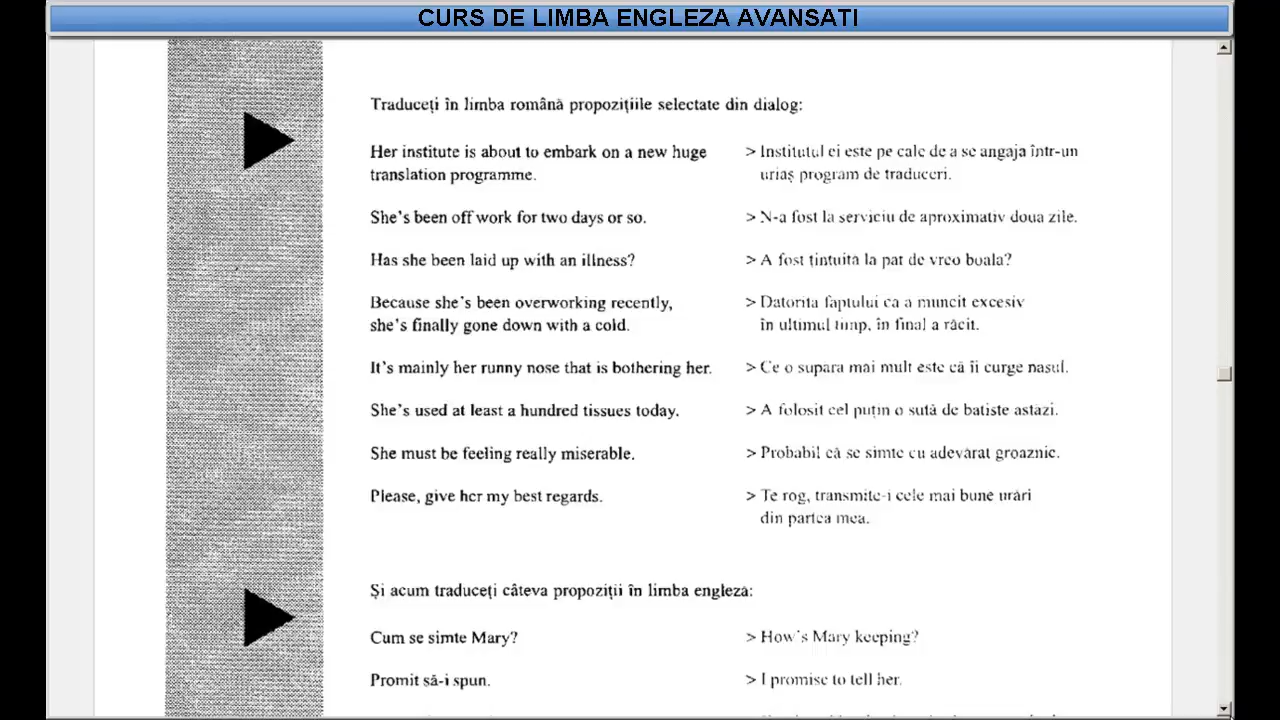 CURS DE LIMBA ENGLEZA AVANSATI
Traduceți în limba română propozițiile selectate din dialog:
Her institute is about to embark on a new huge
translation programme.
> Institutul ei este pe cale de a se angaja într-un
uriaș program de traduceri.
She's been off work for two days or so.
> N-a fost la serviciu de aproximativ doua zile.
Has she been laid up with an illness?
> A fost țintuita la pat de vreo boala?
Because she's been overworking recently,
she's finally gone down with a cold.
> Datorita faptului ca a muncit excesiv
în ultimul timp, în final a răcit.
It's mainly her runny nose that is bothering her.
> Ce o supara mai mult este că îi curge nasul.
She's used at least a hundred tissues today.
> A folosit cel puțin o sută de batiste astăzi.
She must be feeling really miserable.
> Probabil că se simte cu adevărat groaznic.
Please, give her my best regards.
> Te rog, transmite-i cele mai bune urări
din partea mea.
Și acum traduceți câteva propoziții în limba engleză:
Cum se simte Mary?
> How's Mary keeping?
Promit să-i spun.
> I promise to tell her.